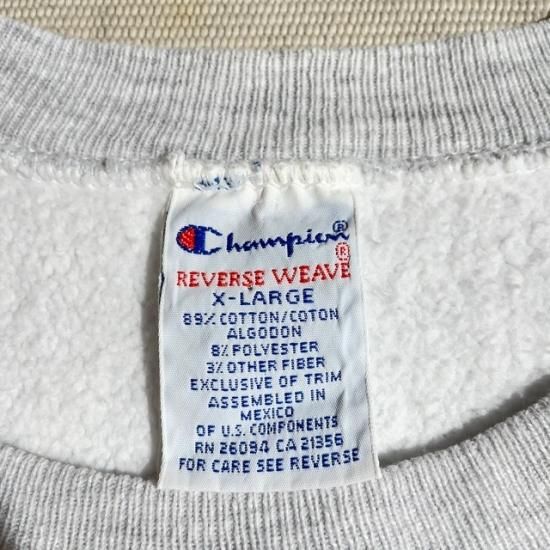 Champion®
REVERSE WEAVE®
X-LARGE
89% COTTON/COTON
ALGODON
8% POLYESTER
3% OTHER FIBER
EXCLUSIVE OF TRIM
ASSEMBLED IN
MEXICO
OF U.S. COMPONENTS
RN 26094 CA 21356
FOR CARE SEE REVERSE